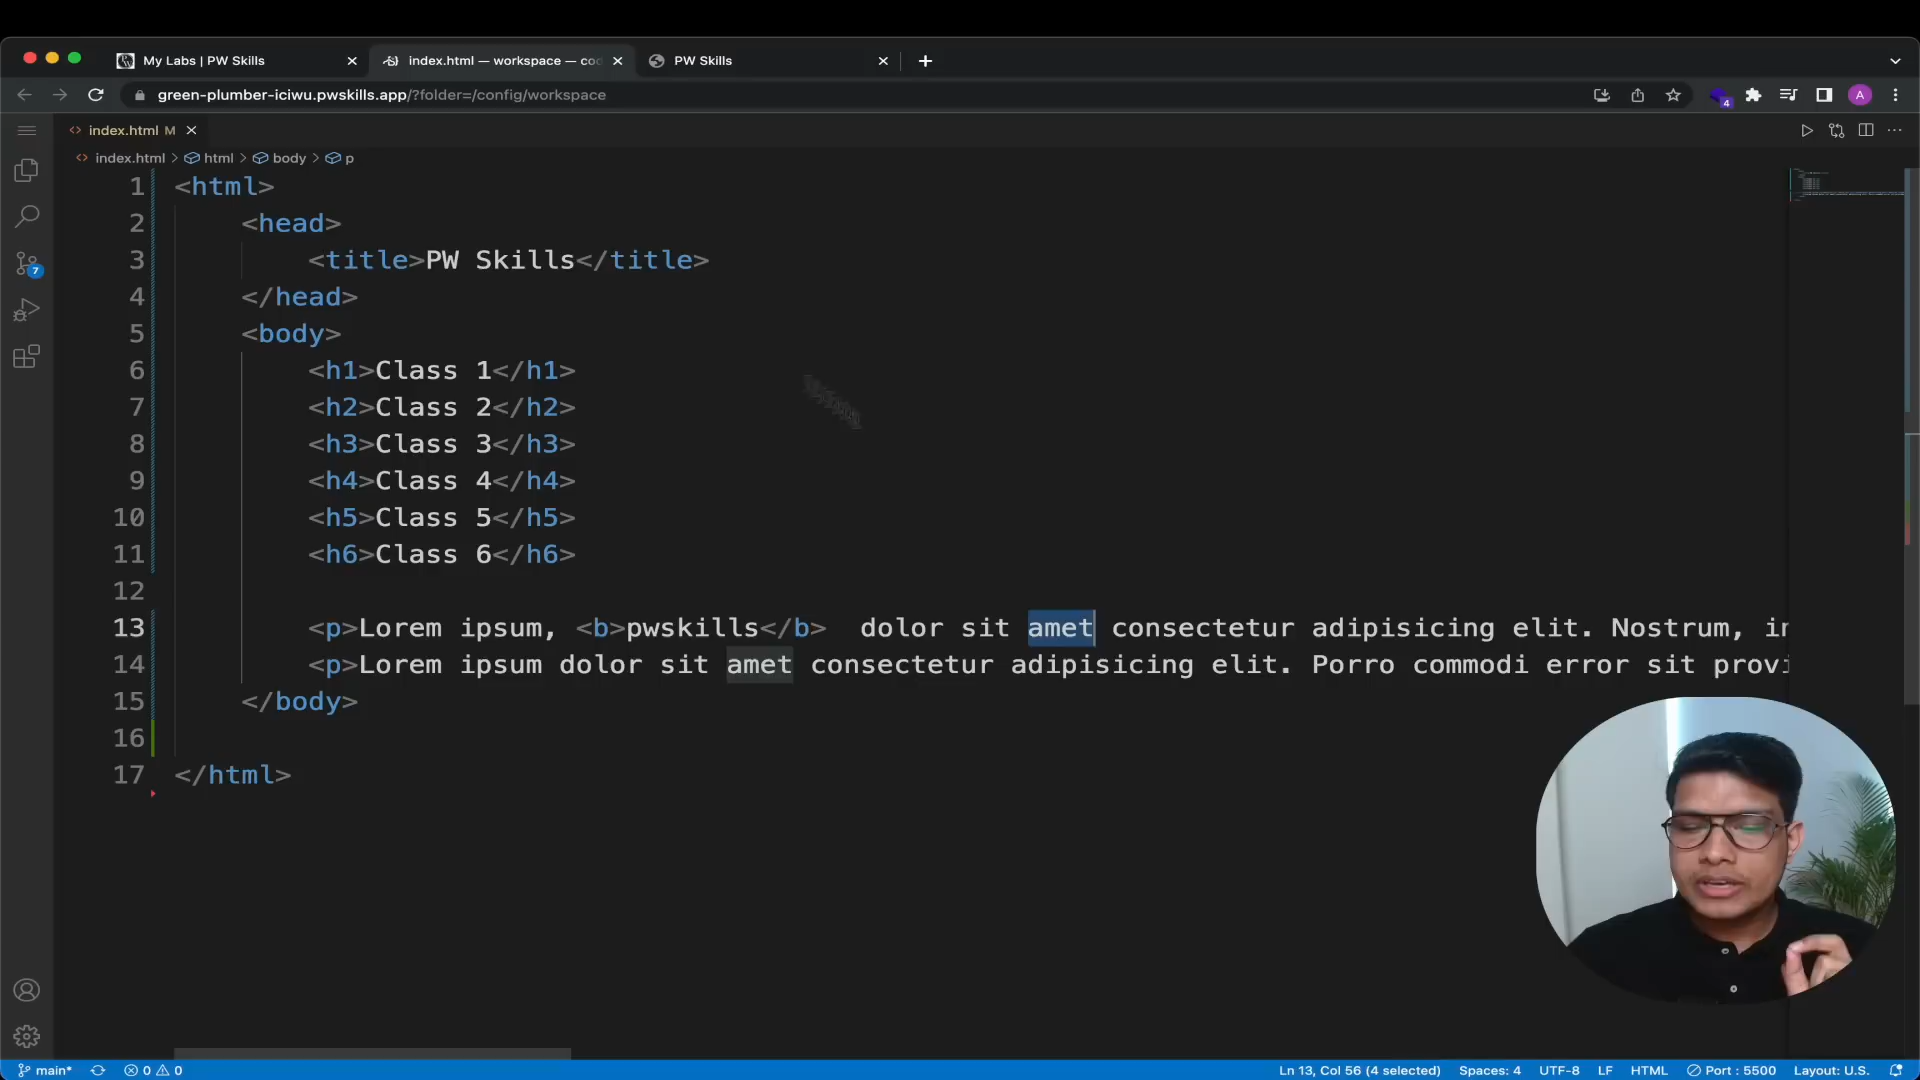 My Labs | PW Skills
index.html — workspace — co
PW Skills
green-plumber-iciwu.pwskills.app/?folder=/config/workspace
4
A
index.html M
index.html > html > body > p
7
1 <html>
2 <head>
3 <title>PW Skills</title>
4 </head>
5 <body>
6 <h1>Class 1</h1>
7 <h2>Class 2</h2>
8 <h3>Class 3</h3>
9 <h4>Class 4</h4>
10 <h5>Class 5</h5>
11 <h6>Class 6</h6>
12
13 <p>Lorem ipsum, <b>pwskills</b>  dolor sit amet consectetur adipisicing elit. Nostrum, in
14 <p>Lorem ipsum dolor sit amet consectetur adipisicing elit. Porro commodi error sit provi
15 </body>
16
17 </html>
main* 0 0 Ln 13, Col 56 (4 selected) Spaces: 4 UTF-8 LF HTML Port : 5500 Layout: U.S.